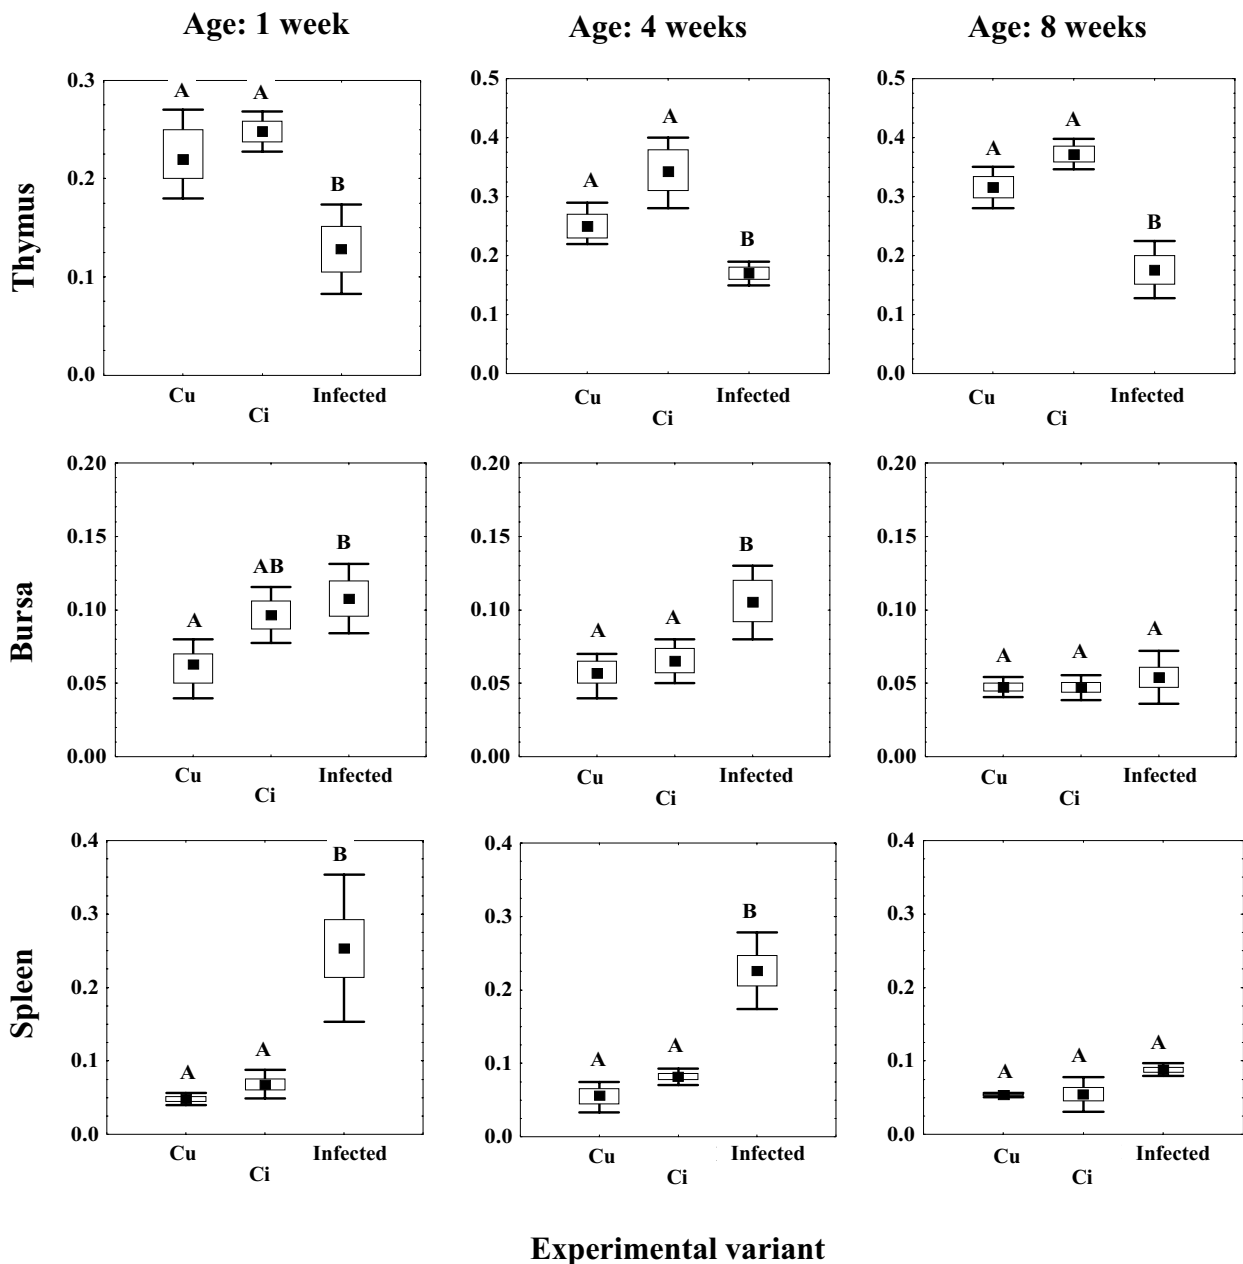 Age: 1 week Age: 4 weeks Age: 8 weeks
Thymus
0.3
0.2
0.1
0.0
A A B
Cu Ci Infected
0.5
0.4
0.3
0.2
0.1
0.0
A A B
Cu Ci Infected
0.5
0.4
0.3
0.2
0.1
0.0
A A B
Cu Ci Infected
Bursa
0.20
0.15
0.10
0.05
0.00
A AB B
Cu Ci Infected
0.20
0.15
0.10
0.05
0.00
A A B
Cu Ci Infected
0.20
0.15
0.10
0.05
0.00
A A A
Cu Ci Infected
Spleen
0.4
0.3
0.2
0.1
0.0
A A B
Cu Ci Infected
0.4
0.3
0.2
0.1
0.0
A A B
Cu Ci Infected
0.4
0.3
0.2
0.1
0.0
A A A
Cu Ci Infected
Experimental variant